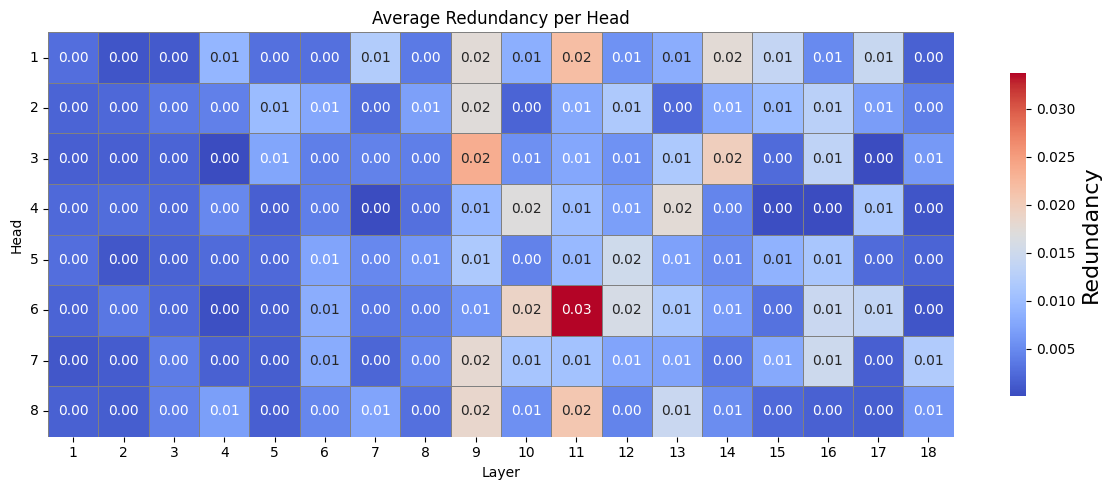 Average Redundancy per Head
1 0.00 0.00 0.00 0.01 0.00 0.00 0.01 0.00 0.02 0.01 0.02 0.01 0.01 0.02 0.01 0.01 0.01 0.00
2 0.00 0.00 0.00 0.00 0.01 0.01 0.00 0.01 0.02 0.00 0.01 0.01 0.00 0.01 0.01 0.01 0.01 0.00
3 0.00 0.00 0.00 0.00 0.01 0.00 0.00 0.00 0.02 0.01 0.01 0.01 0.01 0.02 0.00 0.01 0.00 0.01
4 0.00 0.00 0.00 0.00 0.00 0.00 0.00 0.00 0.01 0.02 0.01 0.01 0.02 0.00 0.00 0.00 0.01 0.00
5 0.00 0.00 0.00 0.00 0.00 0.01 0.00 0.01 0.01 0.00 0.01 0.02 0.01 0.01 0.01 0.01 0.00 0.00
6 0.00 0.00 0.00 0.00 0.00 0.01 0.00 0.00 0.01 0.02 0.03 0.02 0.01 0.01 0.00 0.01 0.01 0.00
7 0.00 0.00 0.00 0.00 0.00 0.01 0.00 0.00 0.02 0.01 0.01 0.01 0.01 0.00 0.01 0.01 0.00 0.01
8 0.00 0.00 0.00 0.01 0.00 0.00 0.01 0.00 0.02 0.01 0.02 0.00 0.01 0.01 0.00 0.00 0.00 0.01
Head
1 2 3 4 5 6 7 8 9 10 11 12 13 14 15 16 17 18
Layer
0.030
0.025
0.020
0.015
0.010
0.005
Redundancy